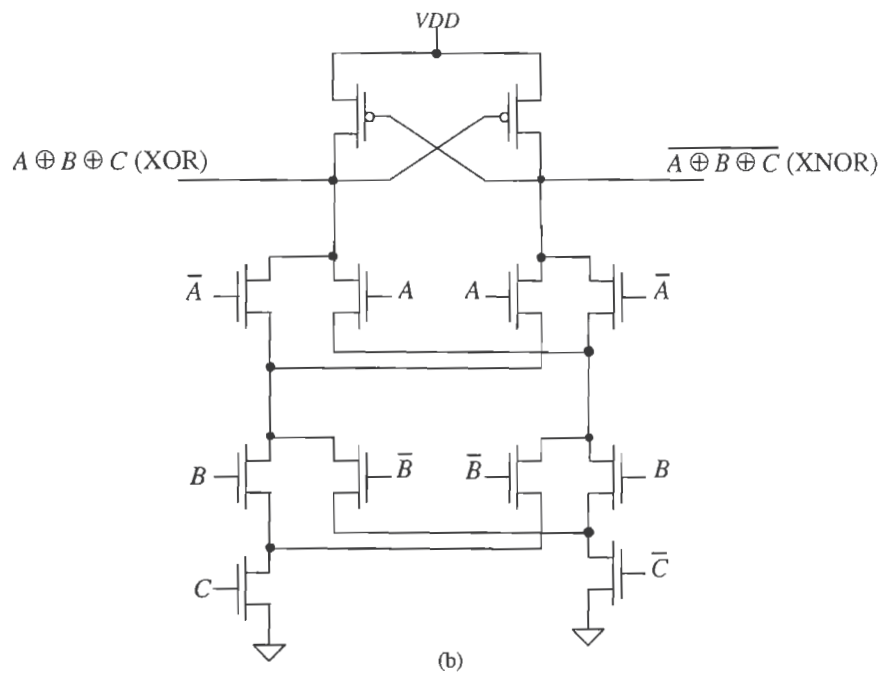 VDD
A ⊕ B ⊕ C (XOR)
A̅ ⊕ B̅ ⊕ C̅ (XNOR)
A̅
A
A
A̅
B
B̅
B̅
B
C
C̅
(b)